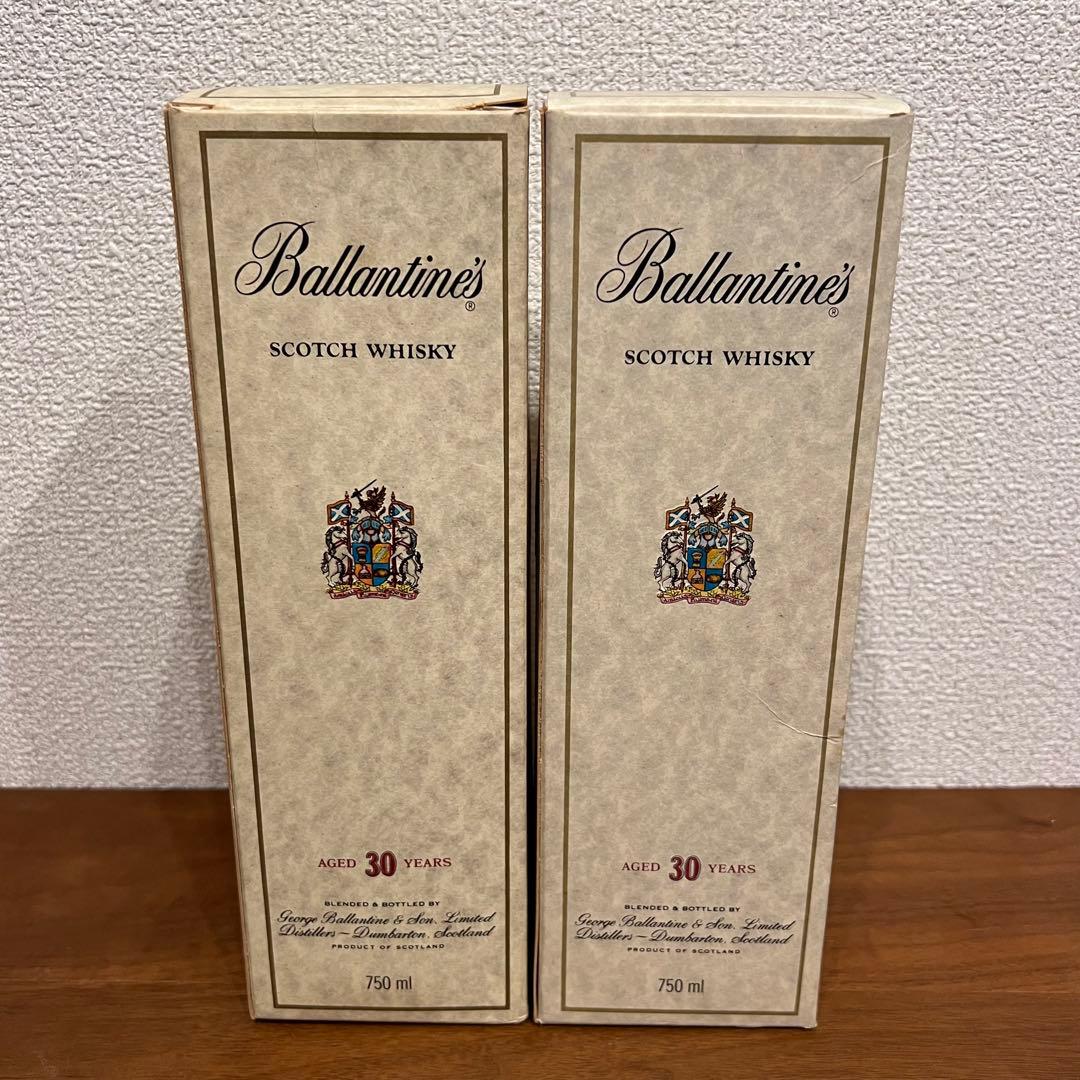 Ballantine's®
SCOTCH WHISKY
AGED 30 YEARS
BLENDED & BOTTLED BY
George Ballantine & Son, Limited
Distillers – Dumbarton, Scotland
PRODUCT OF SCOTLAND
750 ml
Ballantine's®
SCOTCH WHISKY
AGED 30 YEARS
BLENDED & BOTTLED BY
George Ballantine & Son, Limited
Distillers – Dumbarton, Scotland
PRODUCT OF SCOTLAND
750 ml